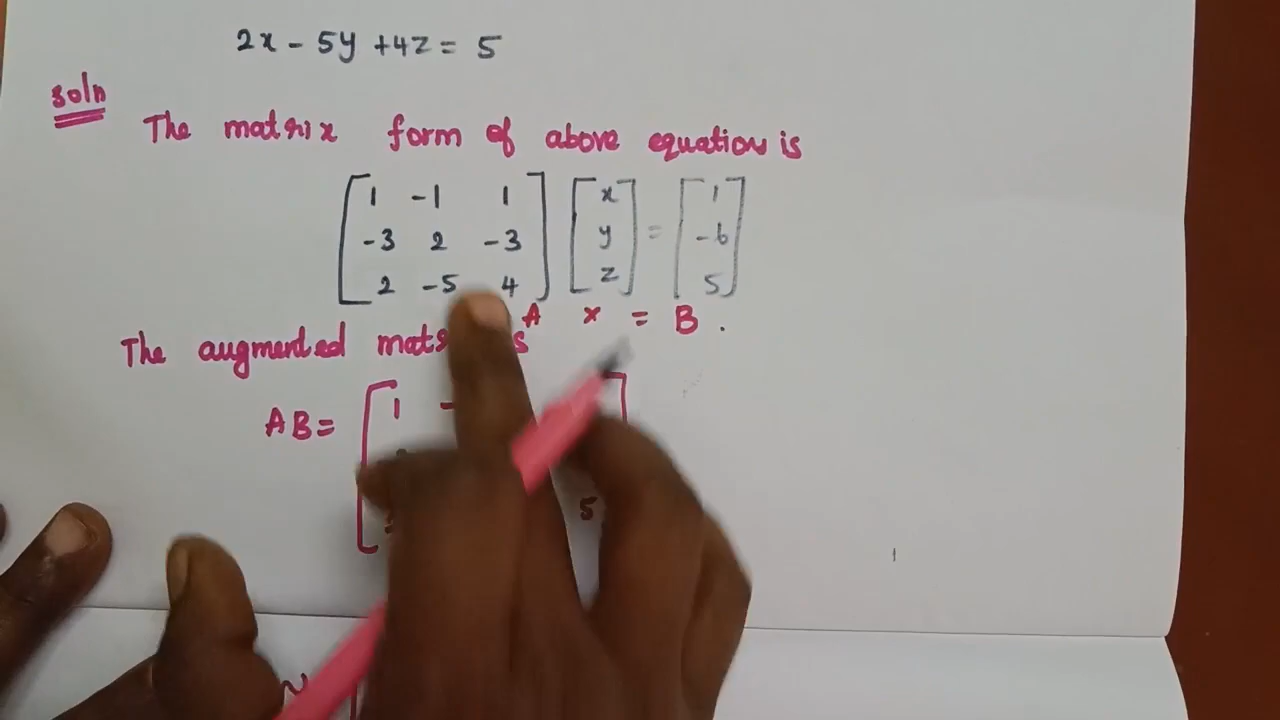 2x - 5y + 4z = 5
soln
The matrix form of above equation is
[1 -1 1] [x] = [1]
[-3 2 -3] [y] [-6]
[2 -5 4] [z] [5]
A x = B.
The augmented
AB = [1 -
5